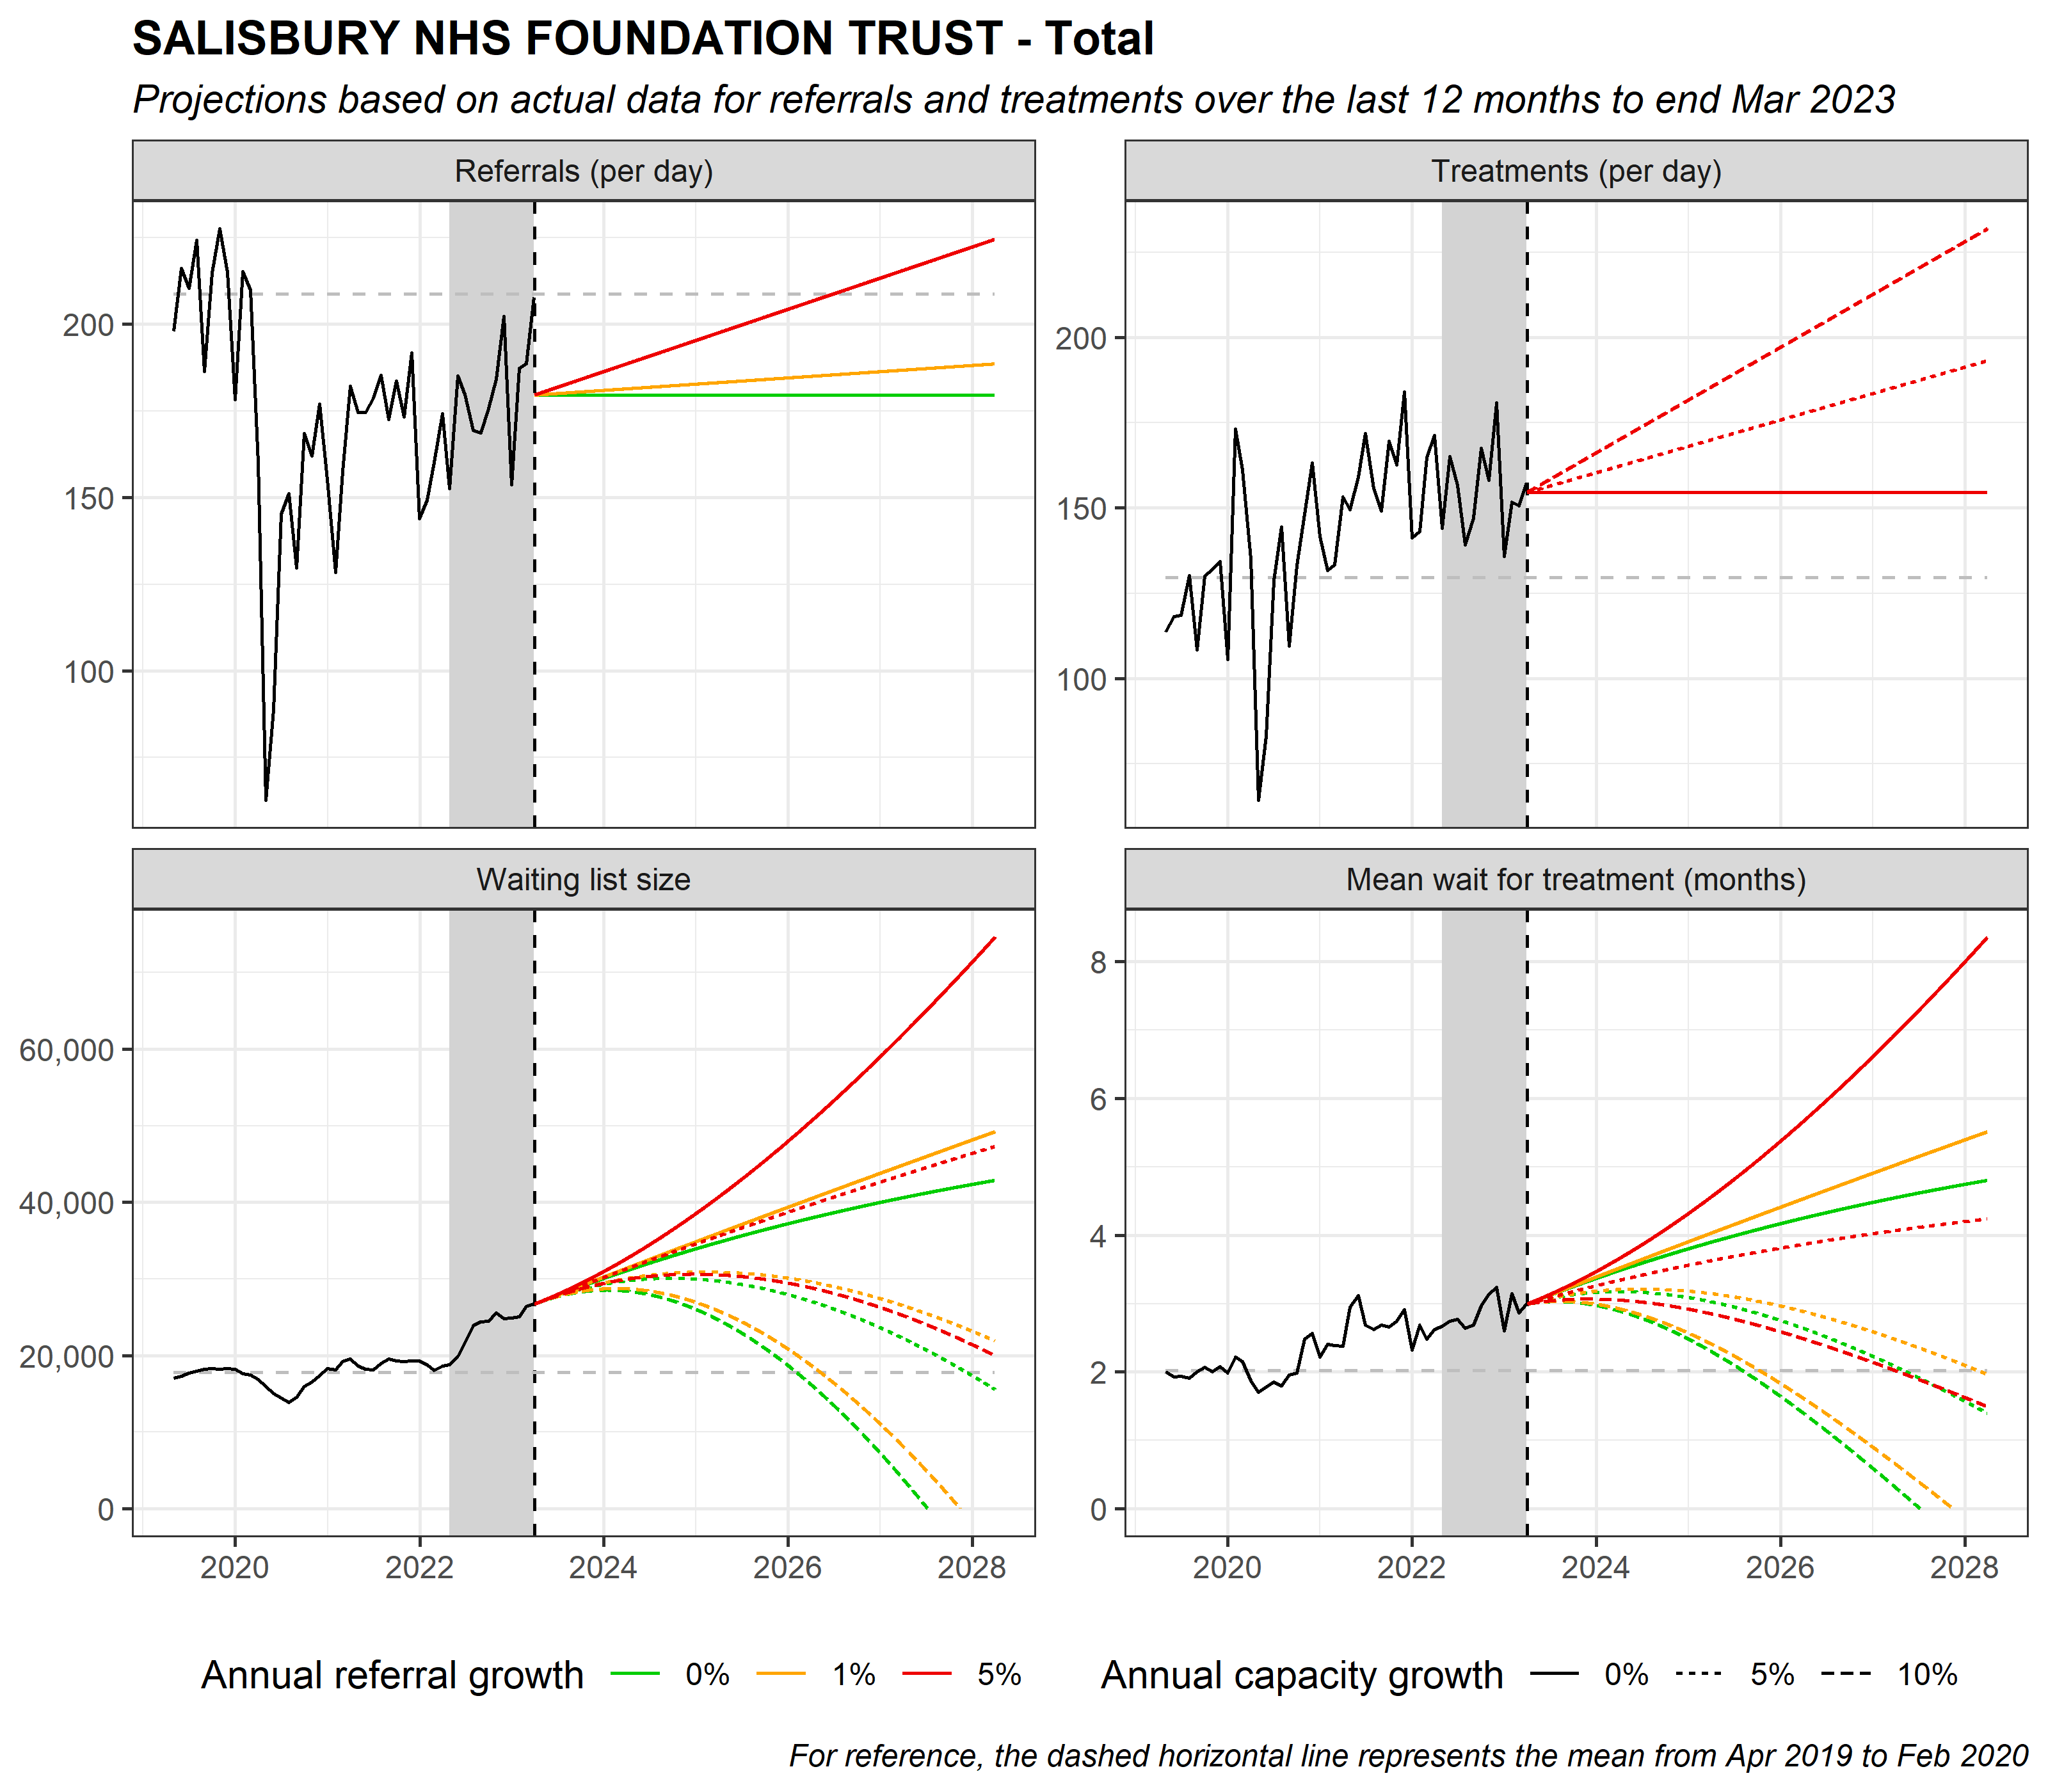 SALISBURY NHS FOUNDATION TRUST - Total
Projections based on actual data for referrals and treatments over the last 12 months to end Mar 2023
Referrals (per day)
200
150
100
Treatments (per day)
200
150
100
Waiting list size
60,000
40,000
20,000
0
2020 2022 2024 2026 2028
Mean wait for treatment (months)
8
6
4
2
0
2020 2022 2024 2026 2028
Annual referral growth 0% 1% 5%
Annual capacity growth 0% 5% 10%
For reference, the dashed horizontal line represents the mean from Apr 2019 to Feb 2020